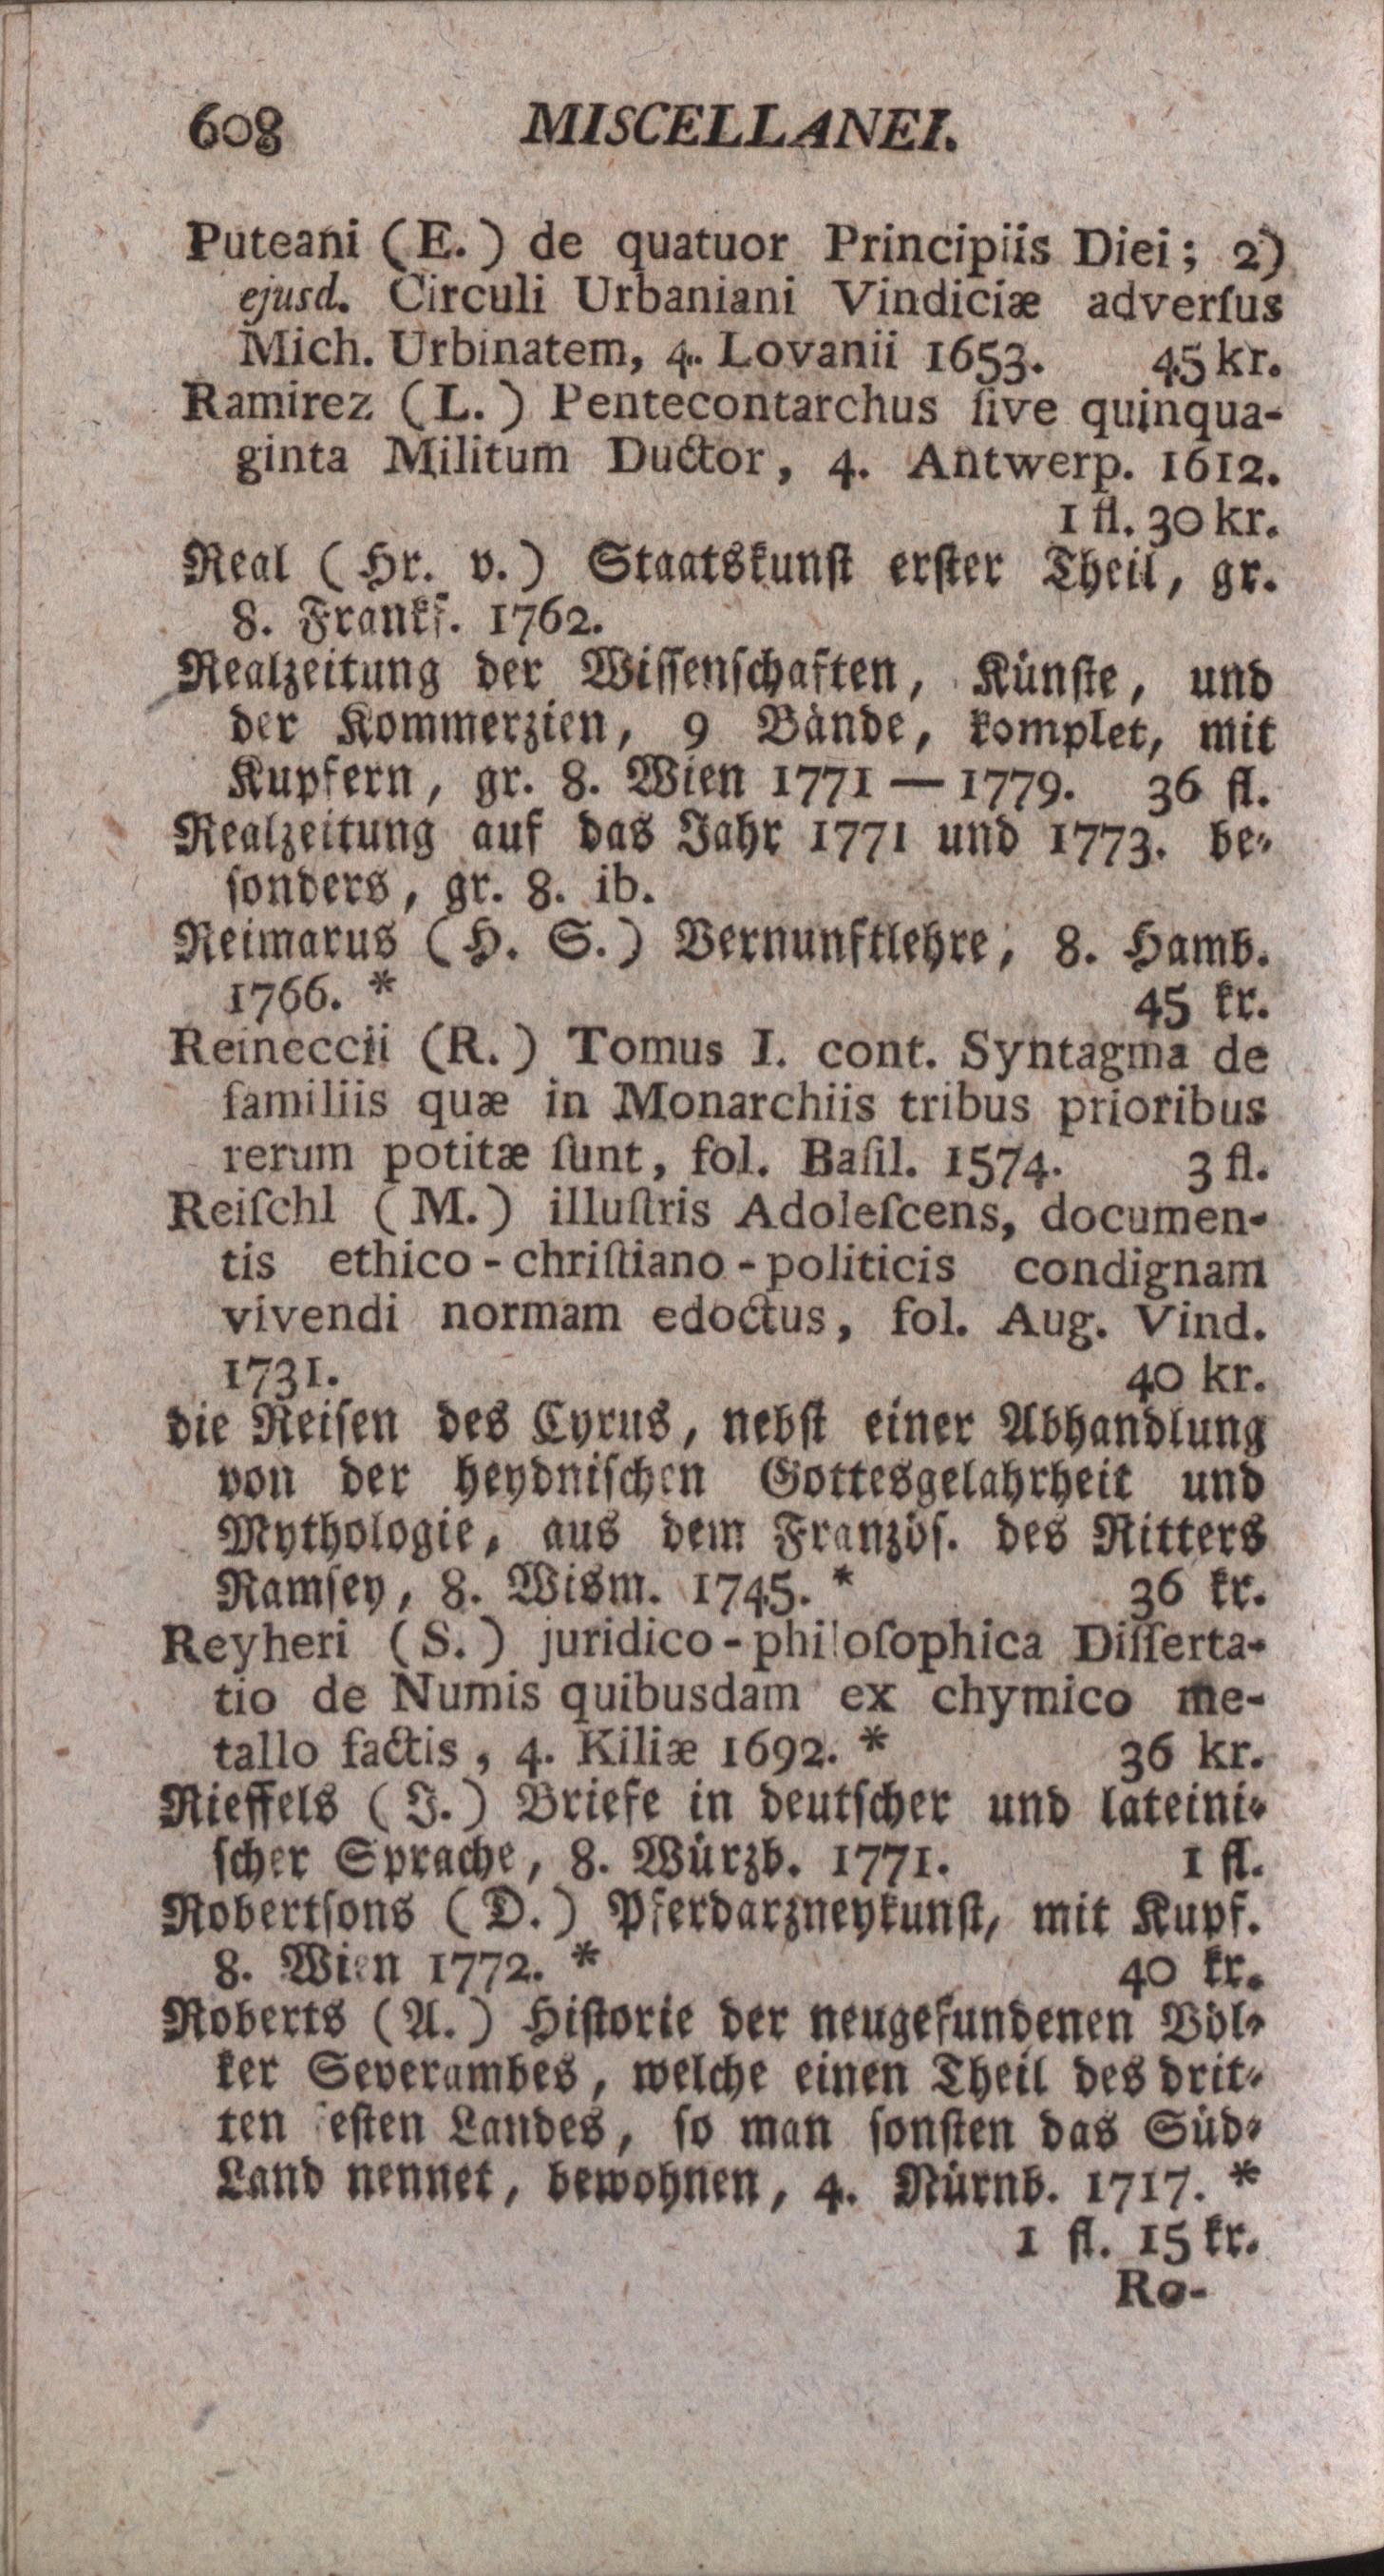 608 MISCELLANEI.
Puteani (E.) de quatuor Principiis Diei; 2)
ejusd. Circuli Urbaniani Vindiciæ adverſus
Mich. Urbinatem, 4. Lovanii 1653. 45 kr.
Ramirez (L.) Pentecontarchus ſive quinqua-
ginta Militum Ductor, 4. Antwerp. 1612.
1 fl. 30 kr.
Real (Hr. v.) Staatskunſt erſter Theil, gr.
8. Frankf. 1762.
Realzeitung der Wiſſenſchaften, Künſte, und
der Kommerzien, 9 Bände, komplet, mit
Kupfern, gr. 8. Wien 1771 — 1779. 36 fl.
Realzeitung auf das Jahr 1771 und 1773. be-
ſonders, gr. 8. ib.
Reimarus (H. S.) Vernunftlehre, 8. Hamb.
1766. * 45 kr.
Reineccii (R.) Tomus I. cont. Syntagma de
familiis quæ in Monarchiis tribus prioribus
rerum potitæ ſunt, fol. Baſil. 1574. 3 fl.
Reiſchl (M.) illuſtris Adoleſcens, documen-
tis ethico-chriſtiano-politicis condignam
vivendi normam edoctus, fol. Aug. Vind.
1731. 40 kr.
die Reiſen des Cyrus, nebſt einer Abhandlung
von der heydniſchen Gottesgelahrheit und
Mythologie, aus dem Französ. des Ritters
Ramſey, 8. Wism. 1745. * 36 kr.
Reyheri (S.) juridico-philoſophica Diſſerta-
tio de Numis quibusdam ex chymico me-
tallo factis, 4. Kiliæ 1692. * 36 kr.
Rieffels (J.) Briefe in deutſcher und lateini-
ſcher Sprache, 8. Würzb. 1771. 1 fl.
Robertſons (D.) Pferdarzneykunſt, mit Kupf.
8. Wien 1772. * 40 kr.
Roberts (A.) Hiſtorie der neugefundenen Völ-
ker Severambes, welche einen Theil des drit-
ten feſten Landes, ſo man ſonſten das Süd-
Land nennet, bewohnen, 4. Nürnb. 1717. *
1 fl. 15 kr.
Ro-